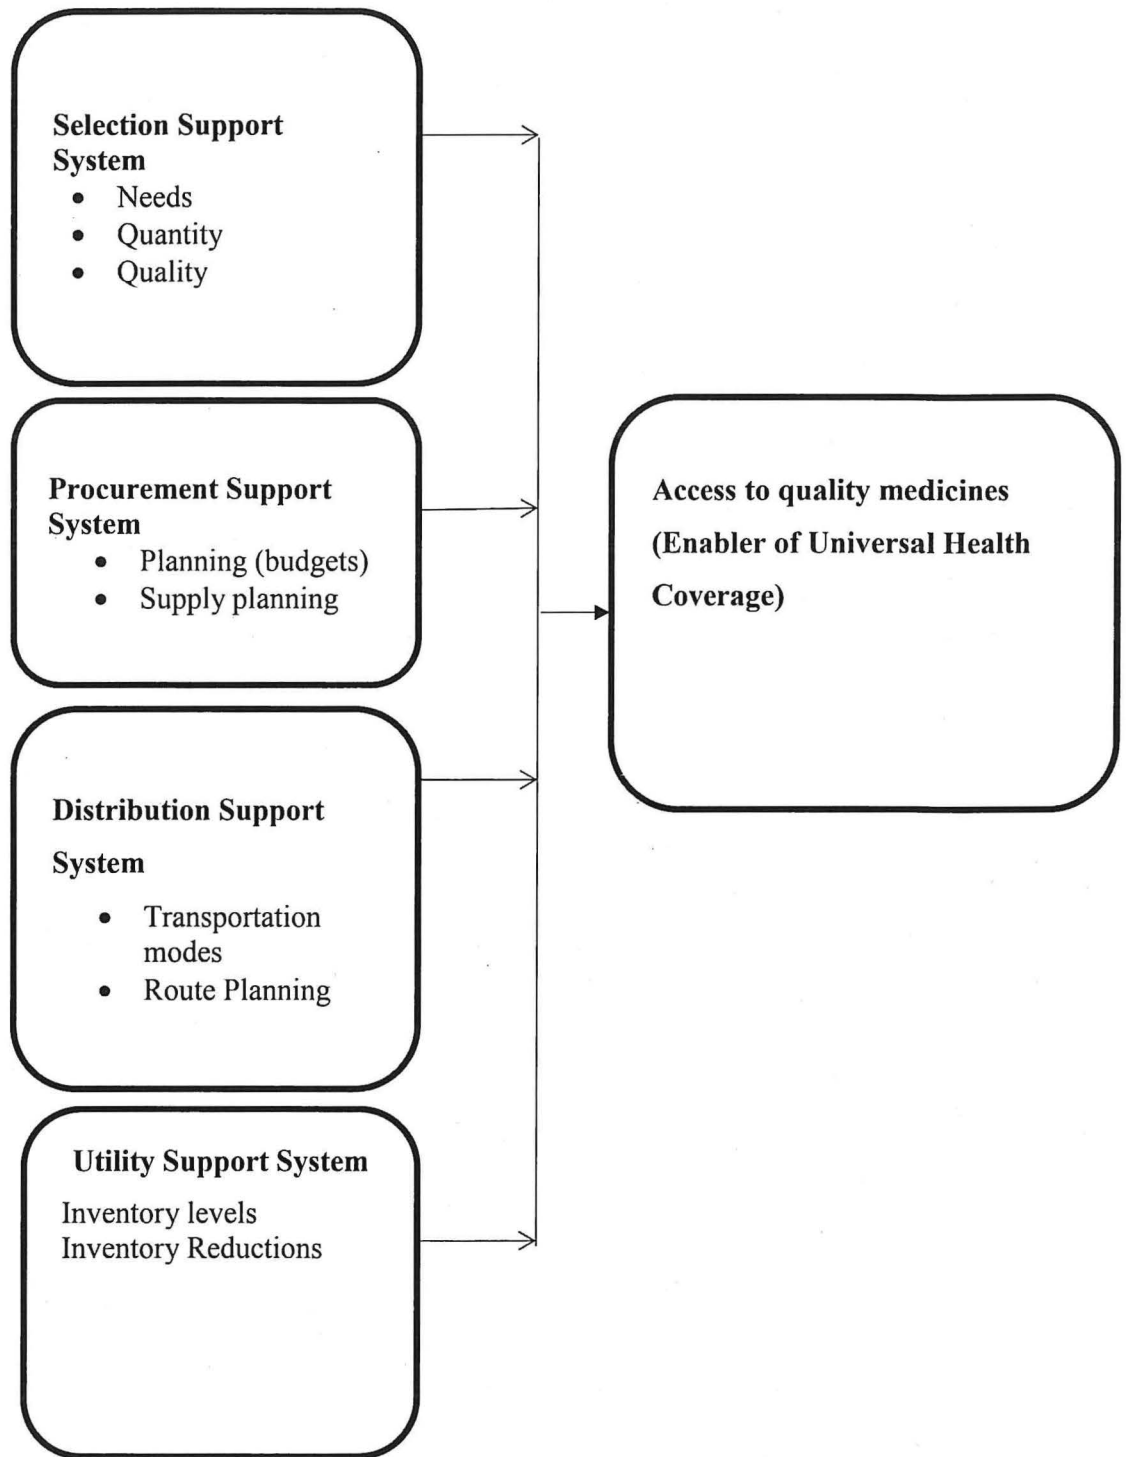 Selection Support
System
• Needs
• Quantity
• Quality
Procurement Support
System
• Planning (budgets)
• Supply planning
Distribution Support
System
• Transportation
modes
• Route Planning
Utility Support System
Inventory levels
Inventory Reductions
Access to quality medicines
(Enabler of Universal Health
Coverage)